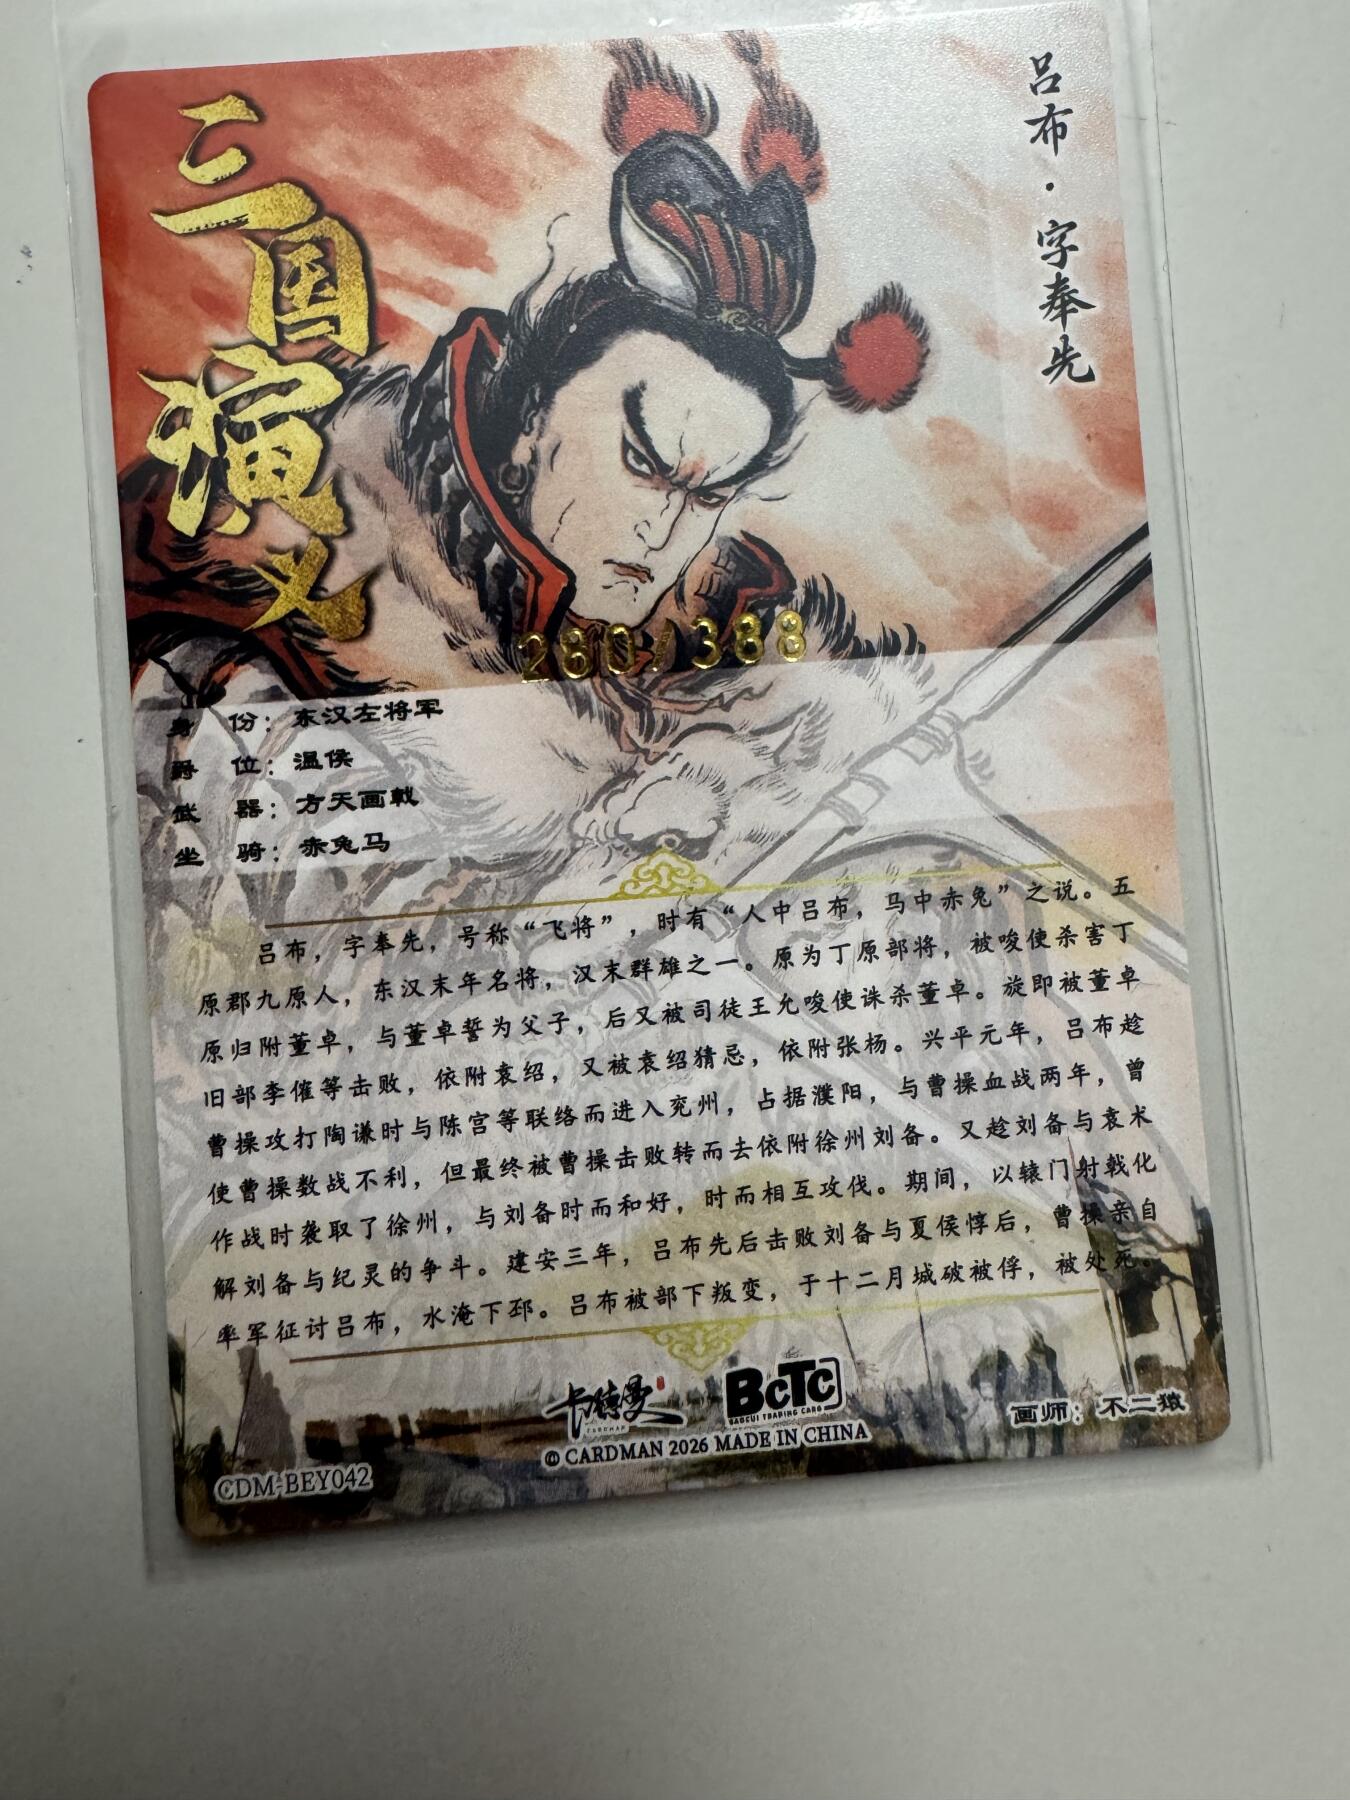 三国演义
吕布·字奉先
280/388
身 份：东汉左将军
爵 位：温侯
武 器：方天画戟
坐 骑：赤兔马
吕布，字奉先，号称“飞将”，时有“人中吕布，马中赤兔”之说。五
原郡九原人，东汉末年名将，汉末群雄之一。原为丁原部将，被唆使杀害丁
原归附董卓，与董卓誓为父子，后又被司徒王允唆使诛杀董卓。旋即被董卓
旧部李傕等击败，依附袁绍，又被袁绍猜忌，依附张杨。兴平元年，吕布趁
曹操攻打陶谦时与陈宫等联络而进入兖州，占据濮阳，与曹操血战两年，曾
使曹操数战不利，但最终被曹操击败转而去依附徐州刘备。又趁刘备与袁术
作战时袭取了徐州，与刘备时而和好，时而相互攻伐。期间，以辕门射戟化
解刘备与纪灵的争斗。建安三年，吕布先后击败刘备与夏侯惇后，曹操亲自
率军征讨吕布，水淹下邳。吕布被部下叛变，于十二月城破被俘，被处死。
卡德曼
CARDMAN
BCTC
BAOCUI TRADING CARD
画师：不二猿
© CARDMAN 2026 MADE IN CHINA
CDM-BEY042